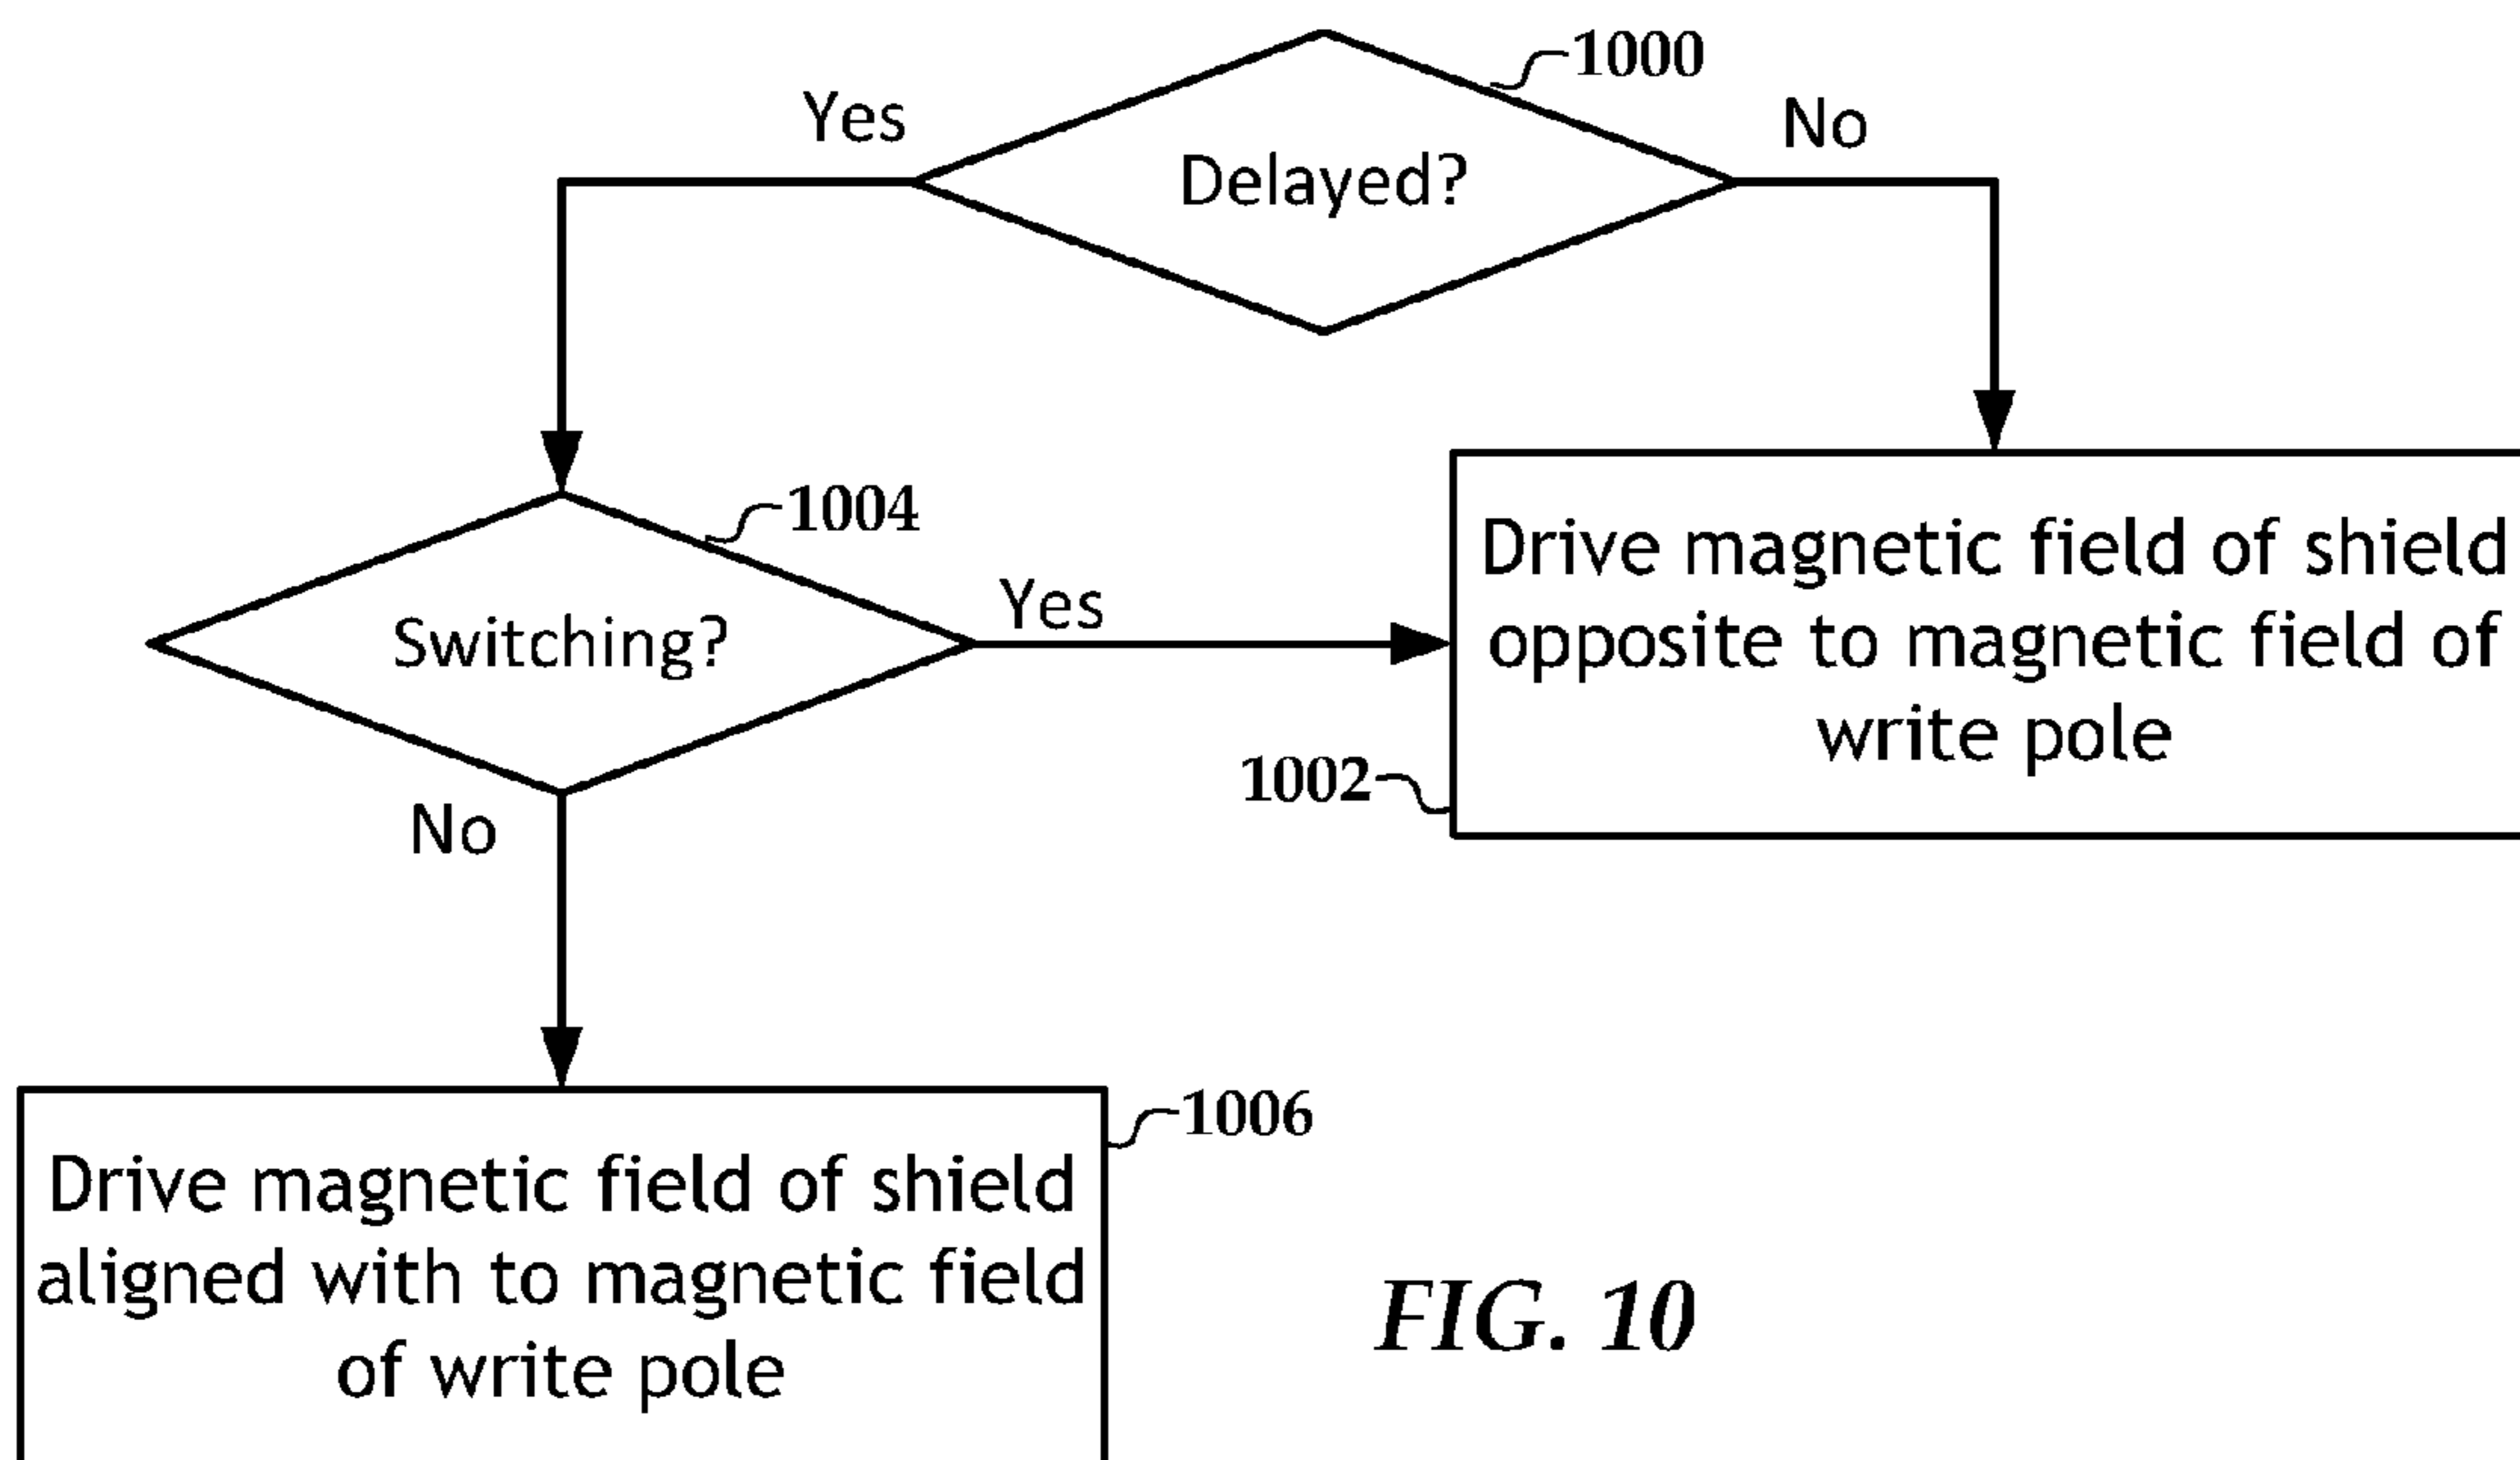 1000
Yes
No
Delayed?
1004
Switching?
Yes
Drive magnetic field of shield
opposite to magnetic field of
write pole
1002
No
1006
Drive magnetic field of shield
aligned with to magnetic field
of write pole
FIG. 10